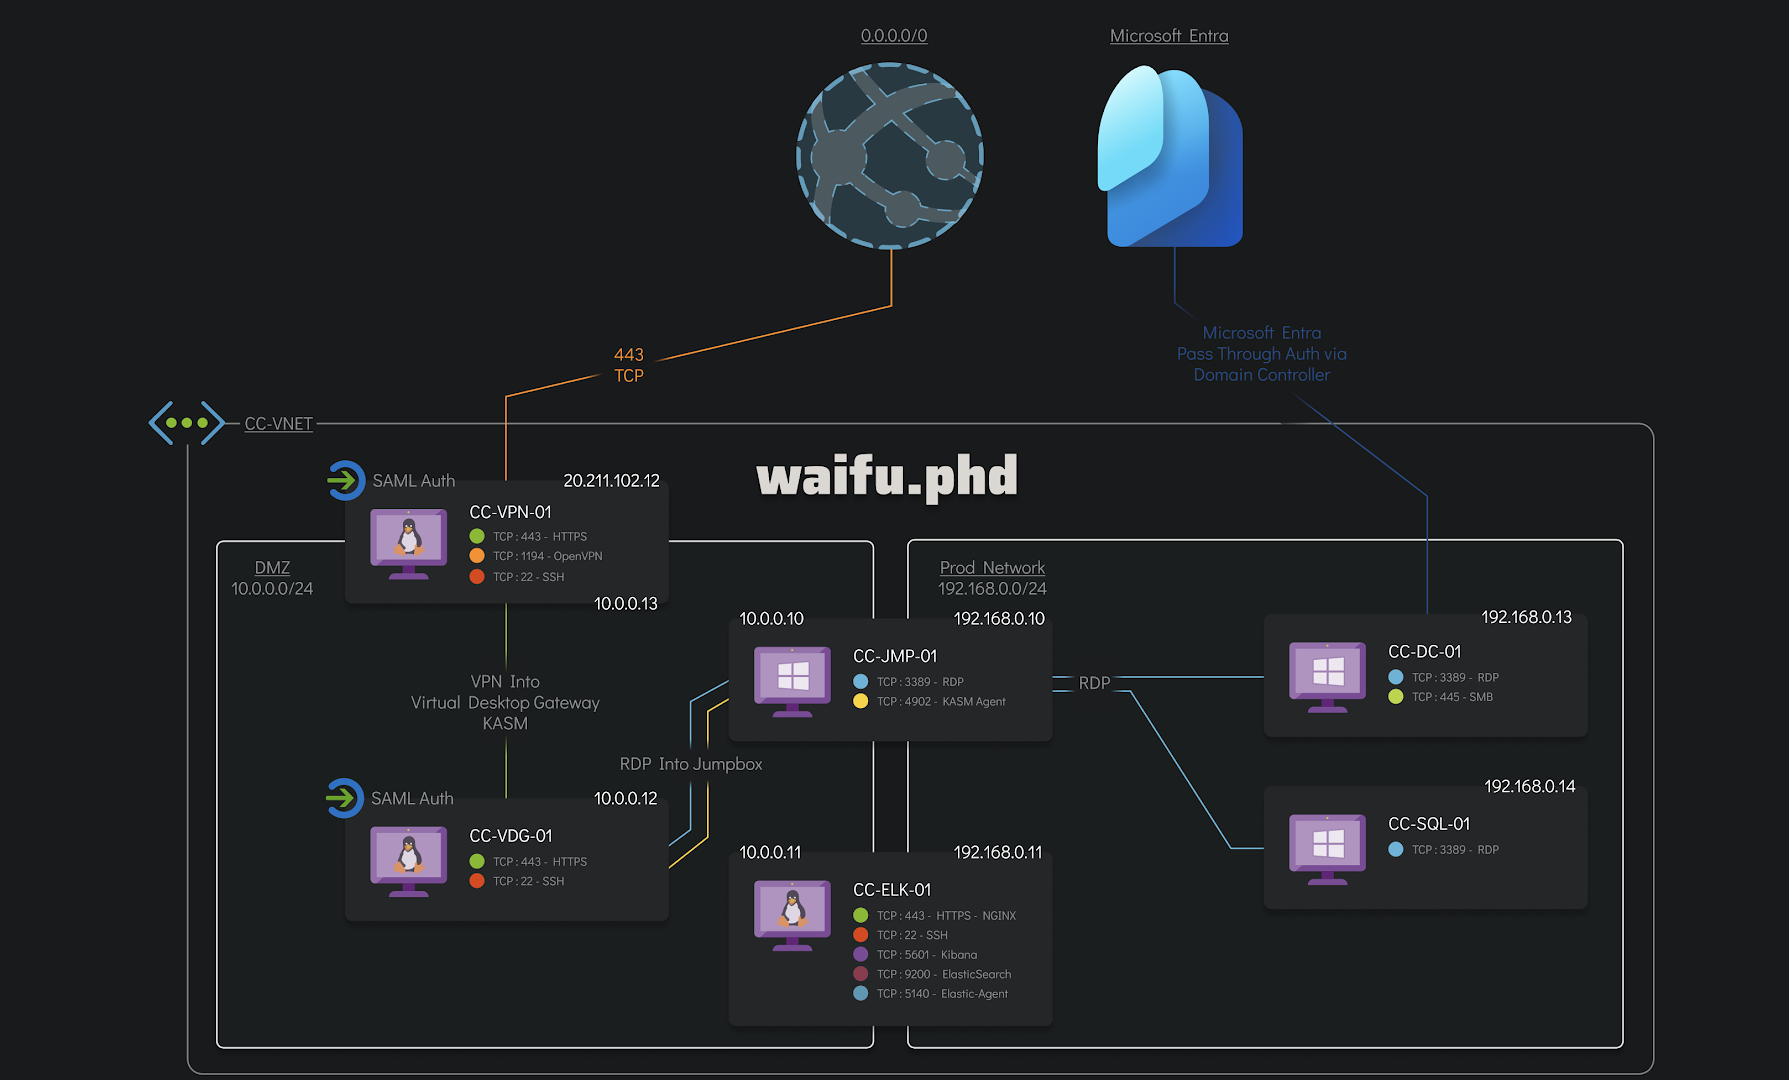 0.0.0.0/0
Microsoft Entra
443
TCP
Microsoft Entra
Pass Through Auth via
Domain Controller
CC-VNET
waifu.phd
SAML Auth
20.211.102.12
CC-VPN-01
TCP : 443 - HTTPS
TCP : 1194 - OpenVPN
TCP : 22 - SSH
10.0.0.13
DMZ
10.0.0.0/24
VPN Into
Virtual Desktop Gateway
KASM
SAML Auth
10.0.0.12
CC-VDG-01
TCP : 443 - HTTPS
TCP : 22 - SSH
RDP Into Jumpbox
Prod Network
192.168.0.0/24
10.0.0.10
192.168.0.10
CC-JMP-01
TCP : 3389 - RDP
TCP : 4902 - KASM Agent
RDP
10.0.0.11
192.168.0.11
CC-ELK-01
TCP : 443 - HTTPS - NGINX
TCP : 22 - SSH
TCP : 5601 - Kibana
TCP : 9200 - ElasticSearch
TCP : 5140 - Elastic-Agent
192.168.0.13
CC-DC-01
TCP : 3389 - RDP
TCP : 445 - SMB
192.168.0.14
CC-SQL-01
TCP : 3389 - RDP